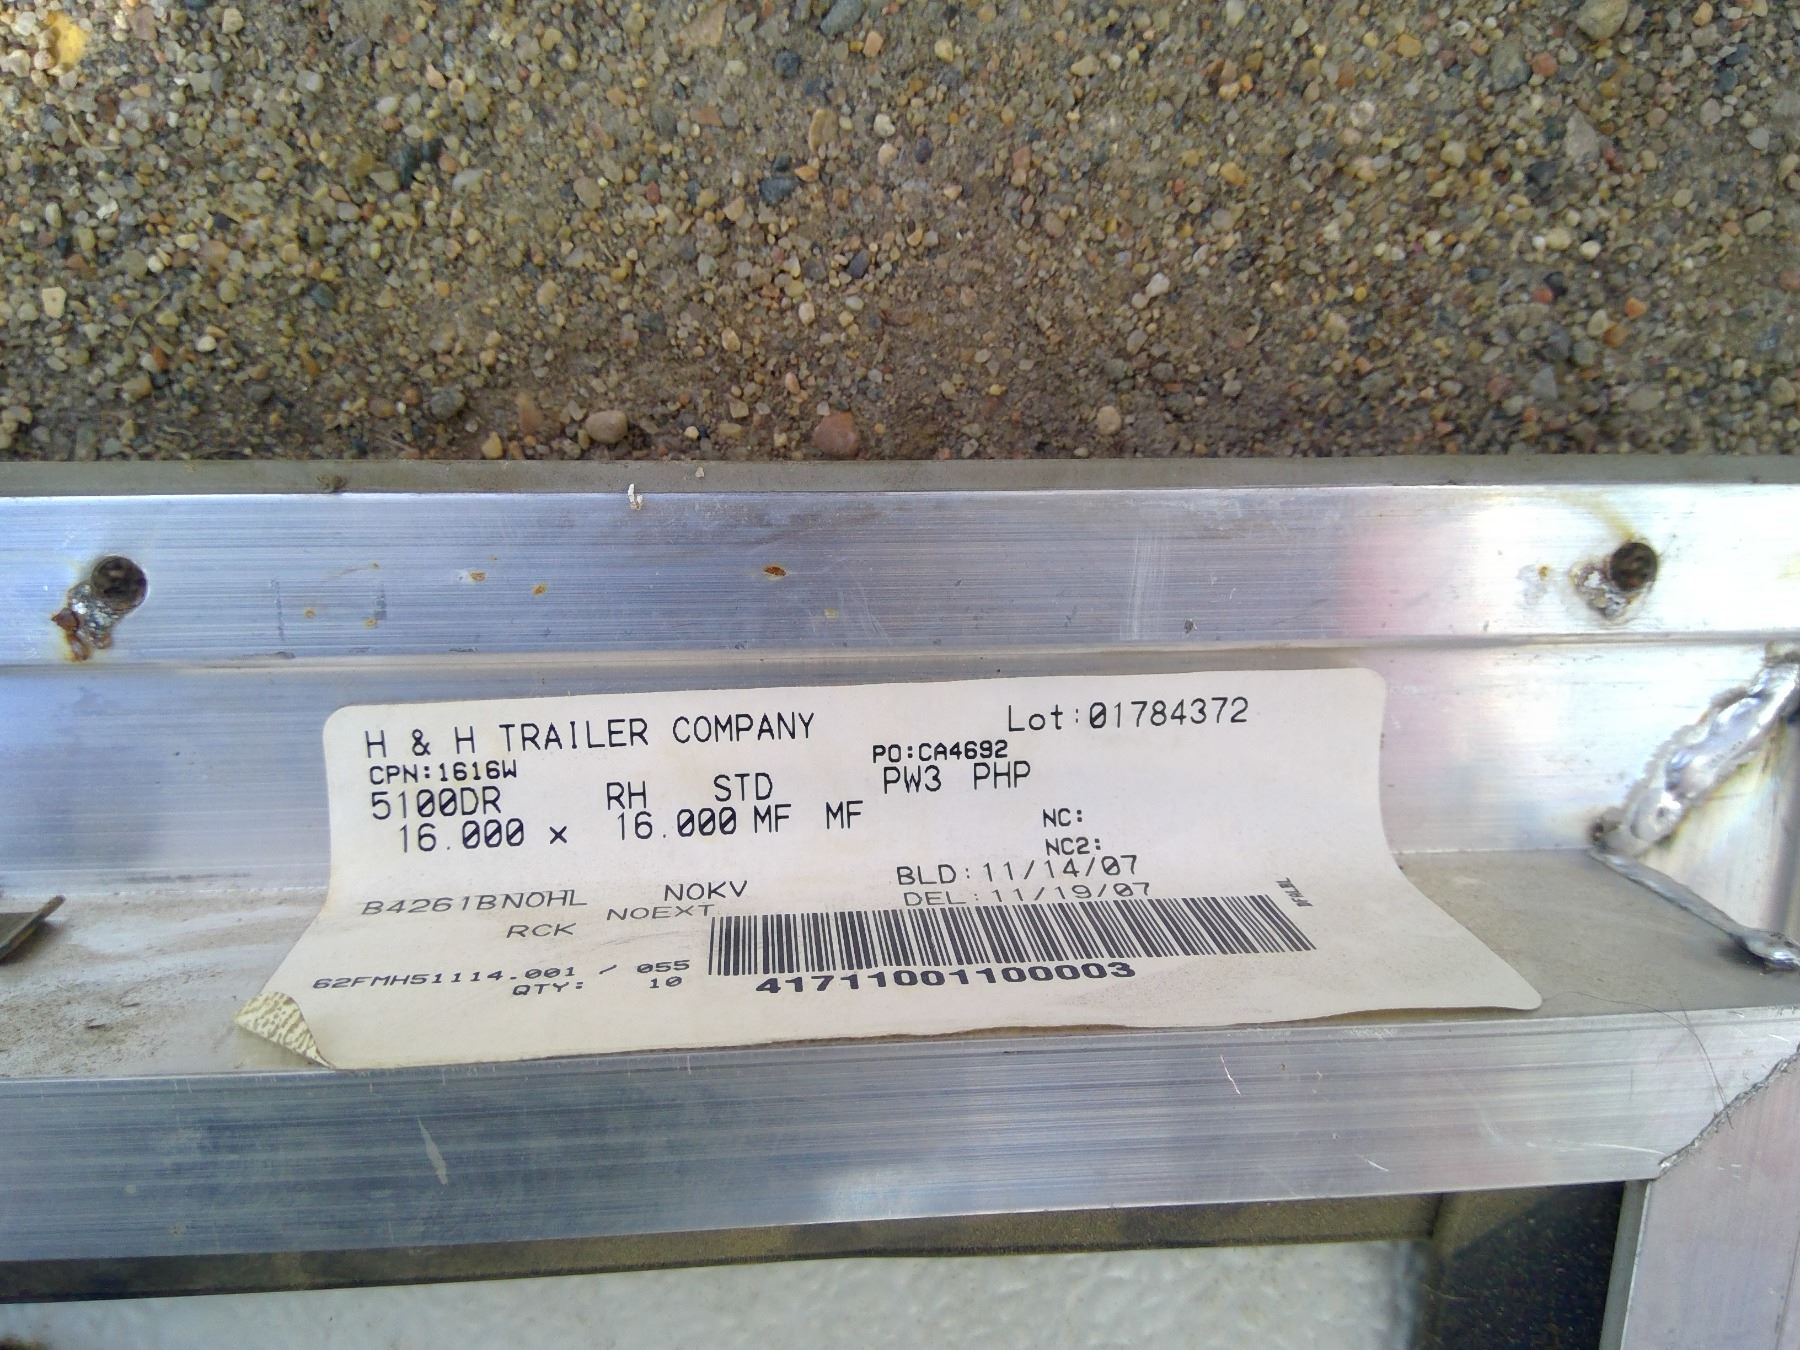 H & H TRAILER COMPANY Lot:01784372
CPN:1616W PO:CA4692
5100DR RH STD PW3 PHP
16.000 x 16.000 MF MF
NC:
NC2:
BLD:11/14/07
B4261BNOHL NOKV DEL:11/19/07
RCK NOEXT
62FMH51114.001 / 055
QTY: 10
41711001100003